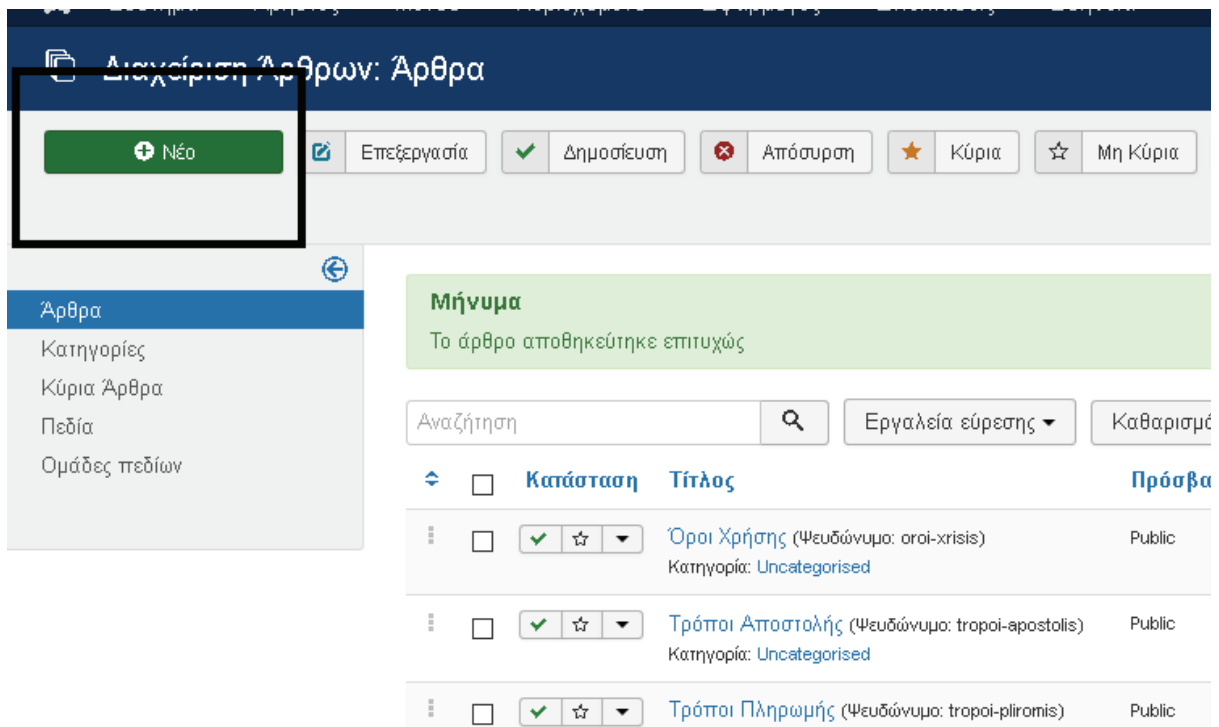 Διαχείριση Άρθρων: Άρθρα
Νέο
Επεξεργασία
Δημοσίευση
Απόσυρση
Κύρια
Μη Κύρια
Άρθρα
Κατηγορίες
Κύρια Άρθρα
Πεδία
Ομάδες πεδίων
Μήνυμα
Το άρθρο αποθηκεύτηκε επιτυχώς
Αναζήτηση
Εργαλεία εύρεσης
Κατάσταση
Τίτλος
Όροι Χρήσης (Ψευδώνυμο: oroi-xrisis)
Public
Κατηγορία: Uncategorised
Τρόποι Αποστολής (Ψευδώνυμο: tropoi-apostolis)
Public
Κατηγορία: Uncategorised
Τρόποι Πληρωμής (Ψευδώνυμο: tropoi-pliromis)
Public